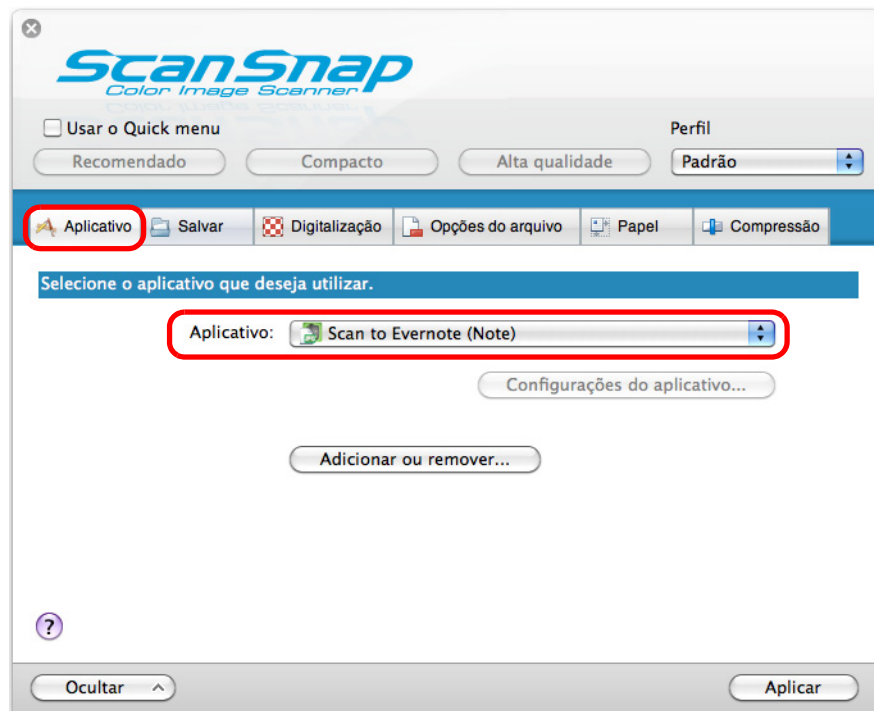 ScanSnap
Color Image Scanner
Usar o Quick menu
Perfil
Recomendado
Compacto
Alta qualidade
Padrão
Aplicativo
Salvar
Digitalização
Opções do arquivo
Papel
Compressão
Selecione o aplicativo que deseja utilizar.
Aplicativo:
Scan to Evernote (Note)
Configurações do aplicativo...
Adicionar ou remover...
?
Ocultar
Aplicar